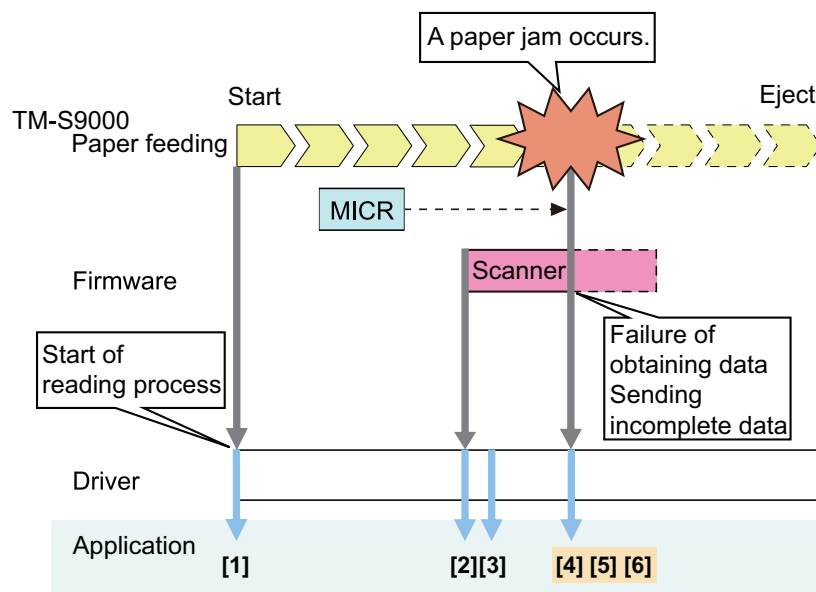 A paper jam occurs.
Start
Eject
TM-S9000
Paper feeding
MICR
Scanner
Firmware
Failure of
obtaining data
Sending
incomplete data
Start of
reading process
Driver
Application
[1]
[2][3]
[4] [5] [6]